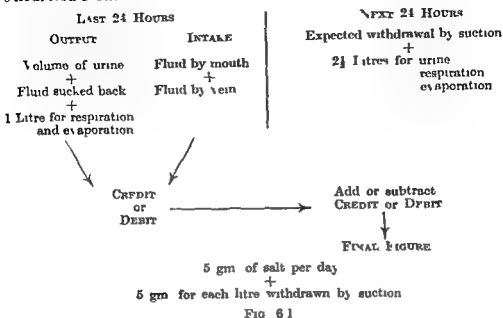 LAST 24 HOURS
OUTPUT
Volume of urine
+
Fluid sucked back
+
1 Litre for respiration
and evaporation
INTAKE
Fluid by mouth
+
Fluid by vein
NEXT 24 HOURS
Expected withdrawal by suction
+
2½ Litres for urine
respiration
evaporation
CREDIT
or
DEBIT
Add or subtract
CREDIT or DEBIT
FINAL FIGURE
5 gm of salt per day
+
5 gm for each litre withdrawn by suction
FIG 61